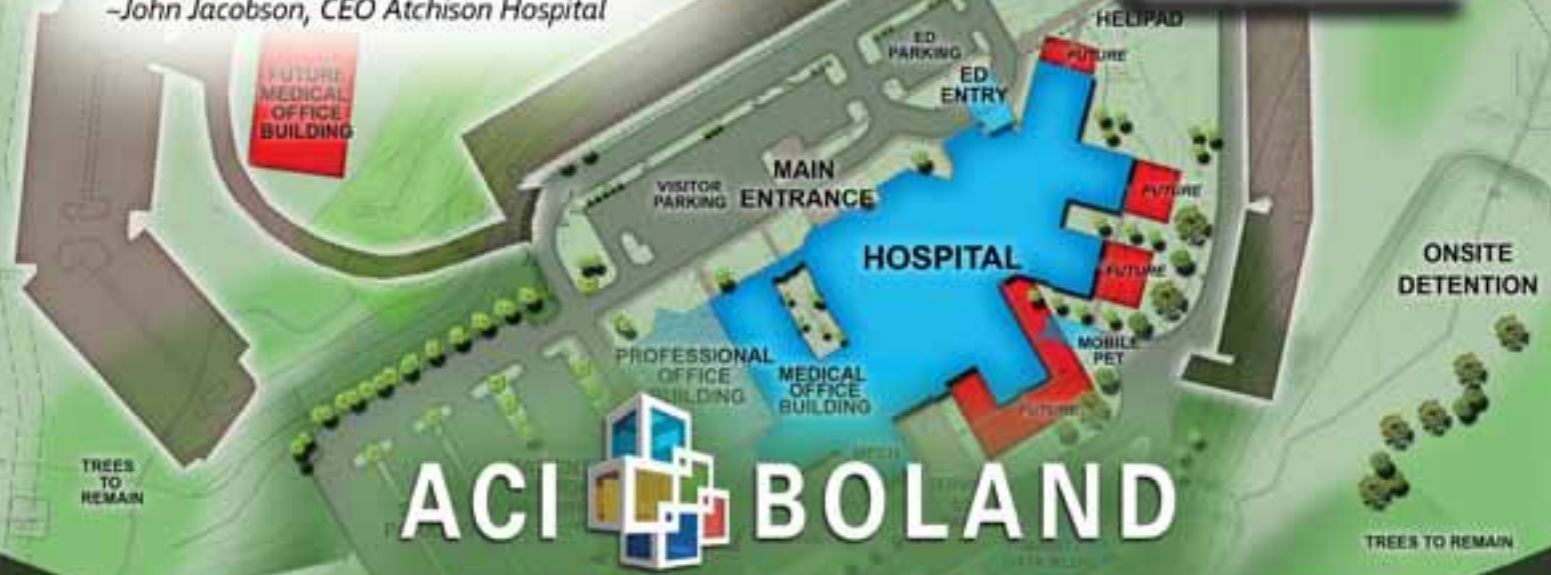 –John Jacobson, CEO Atchison Hospital
HELIPAD
ED
PARKING
FUTURE
ED
ENTRY
FUTURE
MEDICAL
OFFICE
BUILDING
MAIN
ENTRANCE
VISITOR
PARKING
FUTURE
HOSPITAL
FUTURE
ONSITE
DETENTION
MOBILE
PET
PROFESSIONAL
OFFICE
BUILDING
MEDICAL
OFFICE
BUILDING
FUTURE
MECH
TREES
TO
REMAIN
ACI BOLAND
TREES TO REMAIN